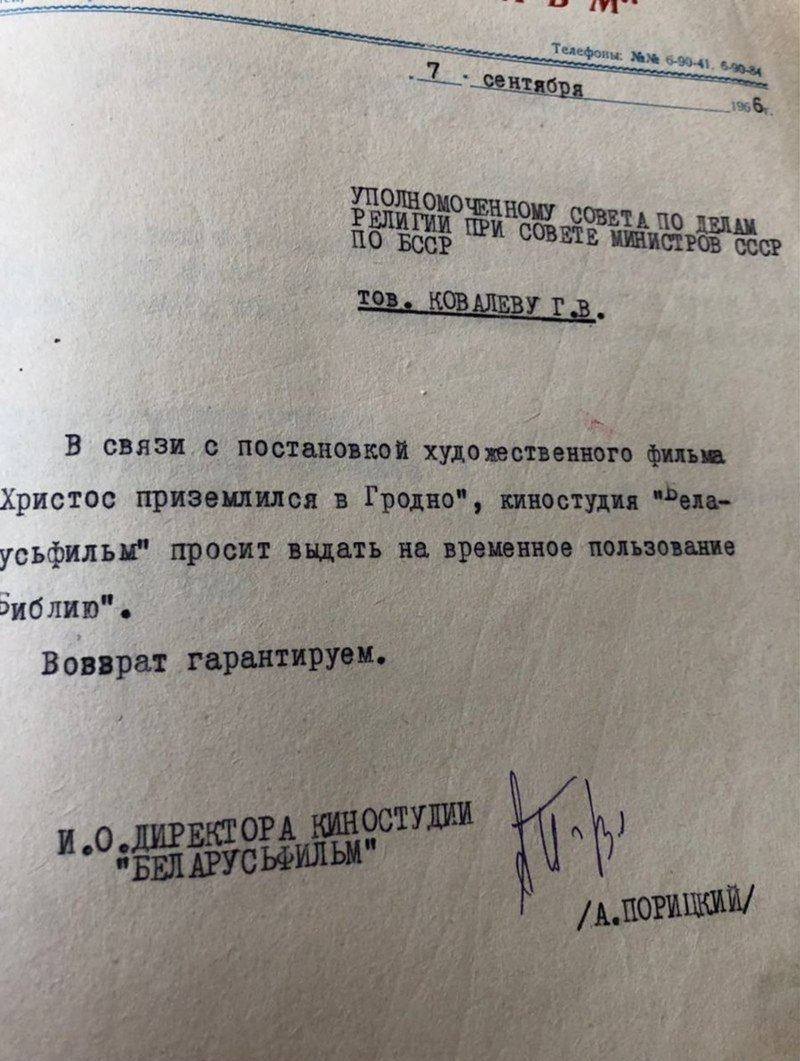 Телефоны: №№ 6-90-41, 6-90-84
7 · сентября 1966 г.
УПОЛНОМОЧЕННОМУ СОВЕТА ПО ДЕЛАМ
РЕЛИГИИ ПРИ СОВЕТЕ МИНИСТРОВ СССР
ПО БССР
тов. КОВАЛЕВУ Г.В.
В связи с постановкой художественного фильма
Христос приземлился в Гродно", киностудия "Бела-
усьфильм" просит выдать на временное пользование
Библию".
Вовврат гарантируем.
И.О.ДИРЕКТОРА КИНОСТУДИИ
"БЕЛАРУСЬФИЛЬМ"
/А.ПОРИЦКИЙ/